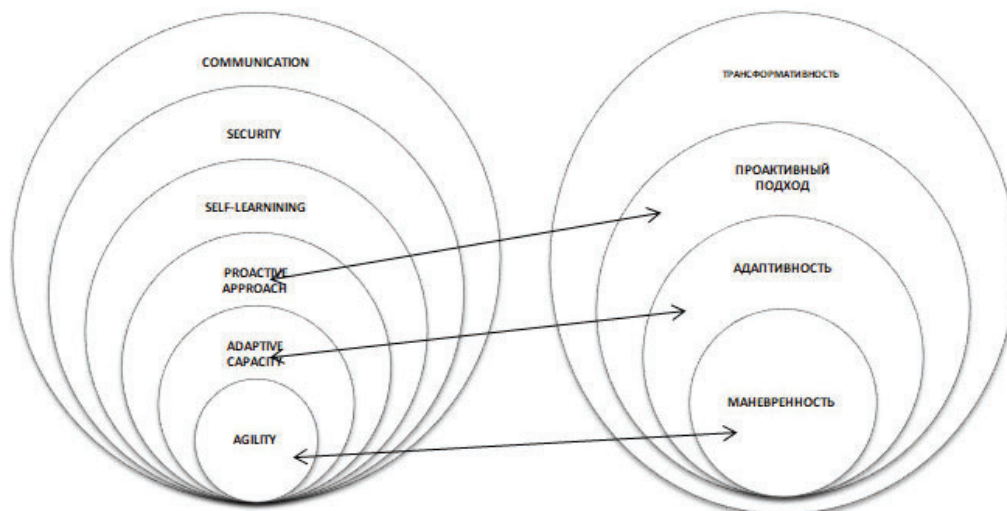 COMMUNICATION
SECURITY
SELF-LEARNINING
PROACTIVE
APPROACH
ADAPTIVE
CAPACITY
AGILITY
ТРАНСФОРМАТИВНОСТЬ
ПРОАКТИВНЫЙ
ПОДХОД
АДАПТИВНОСТЬ
МАНЕВРЕННОСТЬ